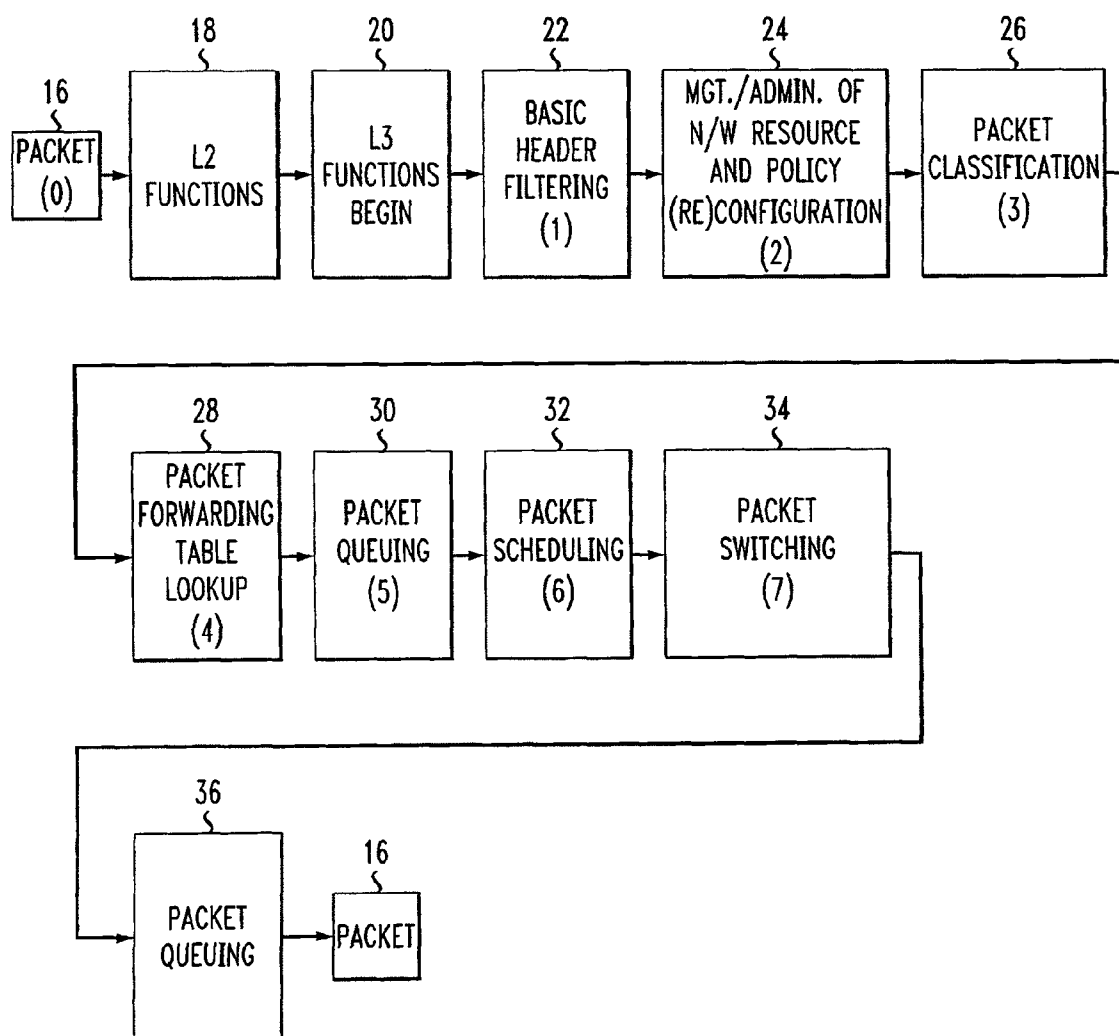 16
PACKET
(0)
18
L2
FUNCTIONS
20
L3
FUNCTIONS
BEGIN
22
BASIC
HEADER
FILTERING
(1)
24
MGT./ADMIN. OF
N/W RESOURCE
AND POLICY
(RE)CONFIGURATION
(2)
26
PACKET
CLASSIFICATION
(3)
28
PACKET
FORWARDING
TABLE
LOOKUP
(4)
30
PACKET
QUEUING
(5)
32
PACKET
SCHEDULING
(6)
34
PACKET
SWITCHING
(7)
36
PACKET
QUEUING
16
PACKET